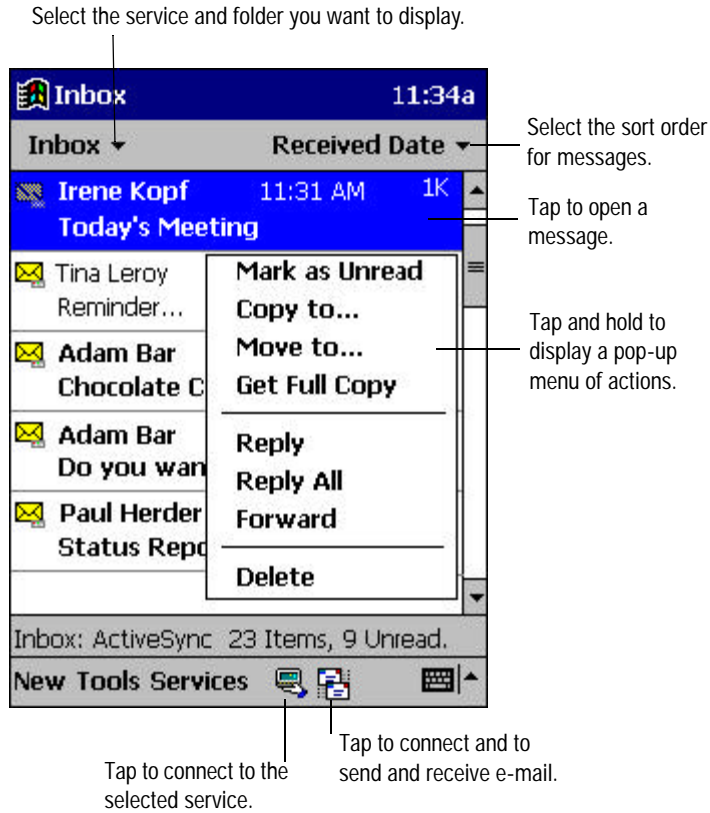 Select the service and folder you want to display.
Inbox 11:34a
Inbox Received Date
Select the sort order
for messages.
Irene Kopf 11:31 AM 1K
Today's Meeting
Tap to open a
message.
Tina Leroy
Reminder...
Adam Bar
Chocolate C
Adam Bar
Do you wan
Paul Herder
Status Repo
Mark as Unread
Copy to...
Move to...
Get Full Copy
Reply
Reply All
Forward
Delete
Tap and hold to
display a pop-up
menu of actions.
Inbox: ActiveSync 23 Items, 9 Unread.
New Tools Services
Tap to connect to the
selected service.
Tap to connect and to
send and receive e-mail.